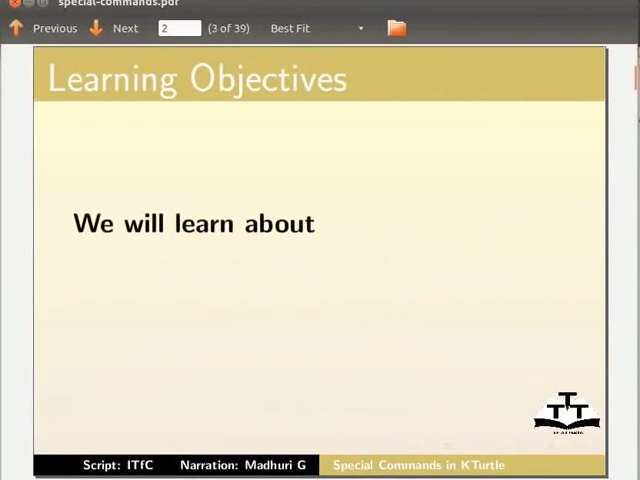 special-commands.pdf
Previous Next 2 (3 of 39) Best Fit
Learning Objectives
We will learn about
T T T
Script: ITfC Narration: Madhuri G Special Commands in KTurtle